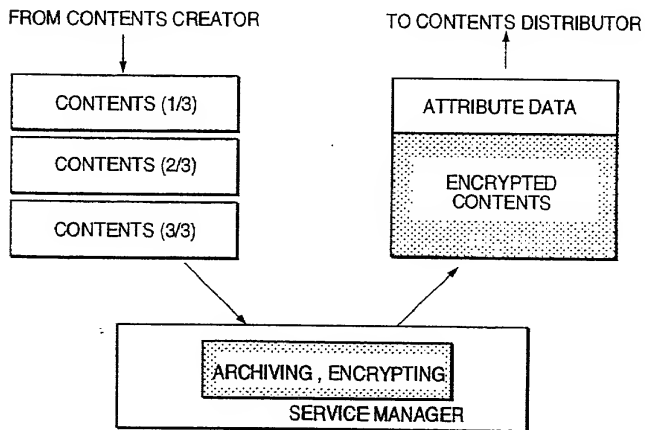 FROM CONTENTS CREATOR
TO CONTENTS DISTRIBUTOR
CONTENTS (1/3)
CONTENTS (2/3)
CONTENTS (3/3)
ATTRIBUTE DATA
ENCRYPTED
CONTENTS
ARCHIVING , ENCRYPTING
SERVICE MANAGER